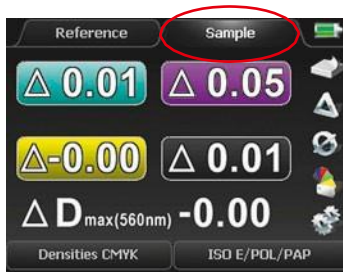 Reference Sample
Δ 0.01 Δ 0.05
Δ-0.00 Δ 0.01
Δ Dmax(560nm) -0.00
Densities CMYK ISO E/POL/PAP